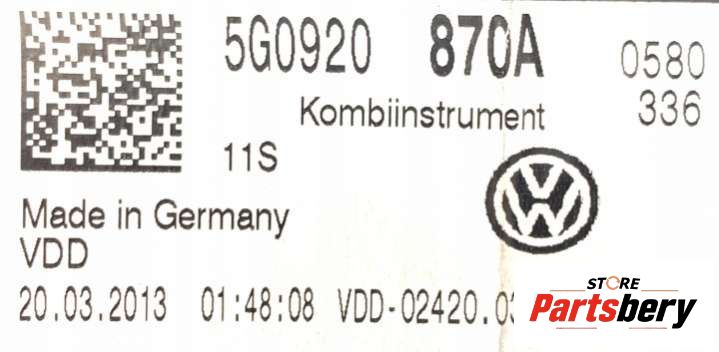 5G0920 870A 0580
Kombiinstrument 336
11S
Made in Germany
VDD
20.03.2013 01:48:08 VDD-02420.03
STORE
Partsbery